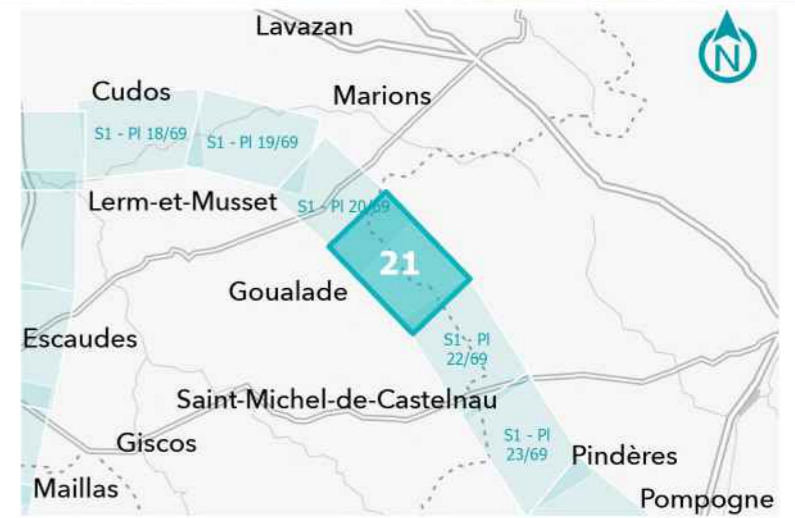 Lavazan
N
Cudos
Marions
S1 - Pl 18/69
S1 - Pl 19/69
Lerm-et-Musset
S1 - Pl 20/69
21
Goualade
Escaudes
S1 - Pl
22/69
Saint-Michel-de-Castelnau
Giscos
S1 - Pl
23/69
Pindères
Maillas
Pompogne